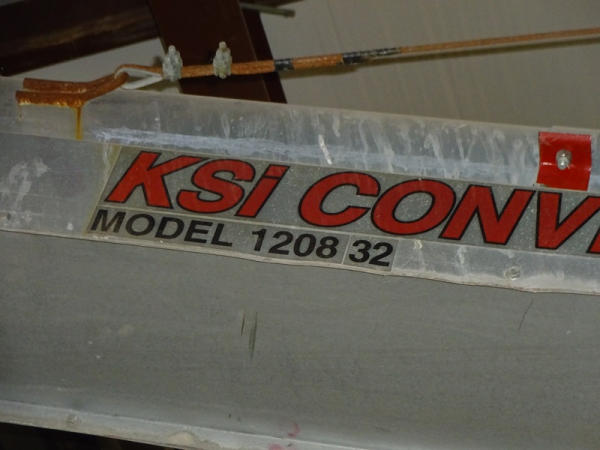 KSi CONV
MODEL 1208 32